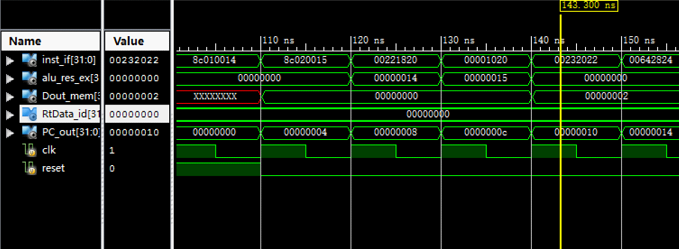 143.300 ns
Name Value 110 ns 120 ns 130 ns 140 ns 150 ns
inst_if[31:0] 00232022 8c010014 8c020015 00221820 00001020 00232022 00642824
alu_res_ex[3 00000000 00000000 00000014 00000015 00000000
Dout_mem[31: 00000002 XXXXXXXX 00000000 00000002
RtData_id[31 00000000 00000000
PC_out[31:0] 00000010 00000000 00000004 00000008 0000000c 00000010 00000014
clk 1
reset 0